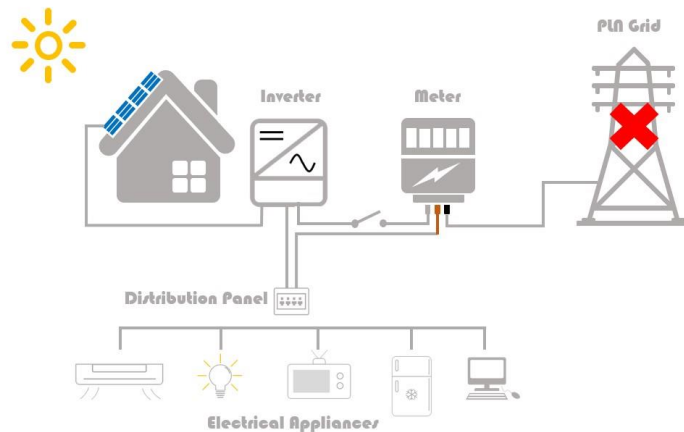 PLN Grid
Inverter
Meter
Distribution Panel
Electrical Appliances